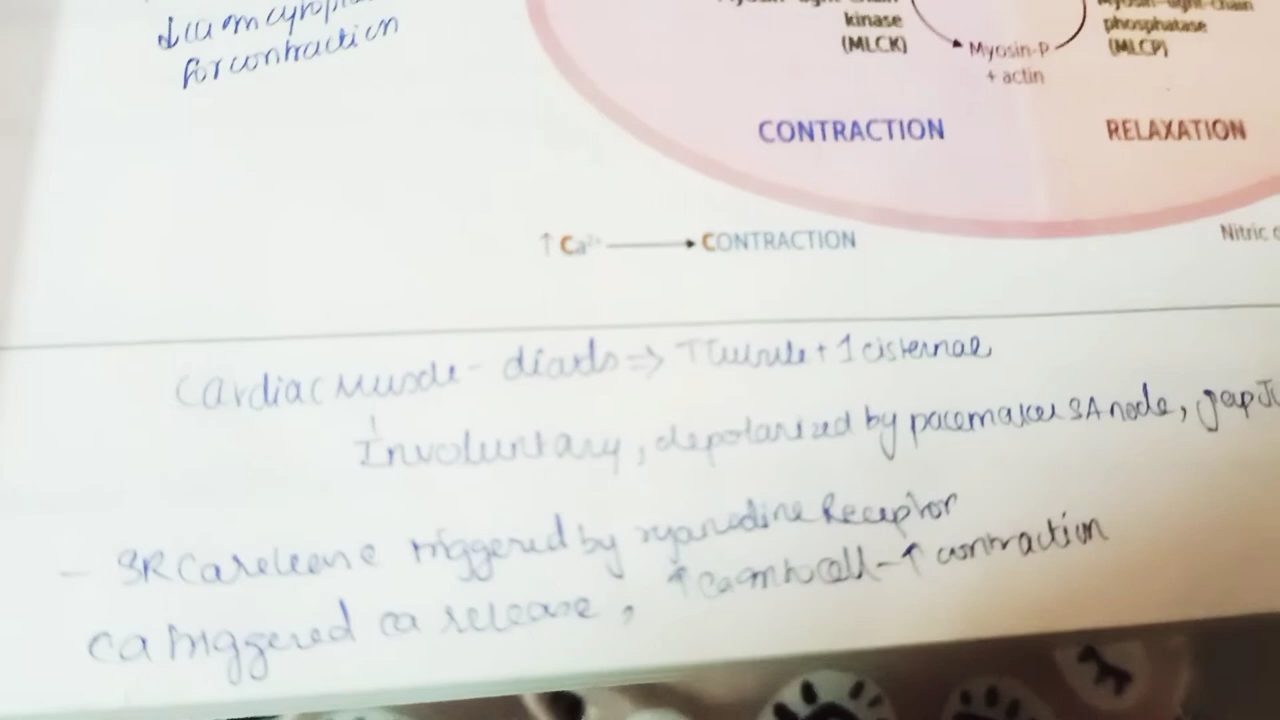 for contraction
kinase
(MLCK)
Myosin-P
+ actin
phosphatase
(MLCP)
CONTRACTION
RELAXATION
↑ Ca²⁺ → CONTRACTION
Nitric
Cardiac Muscle - diads ⇒ T Tubule + 1 cisternae
Involuntary, depolarized by pacemaker SA node, gap
- SR Ca release triggered by ryanodine Receptor
Ca triggered ca release, ↑ Ca into cell - ↑ contraction